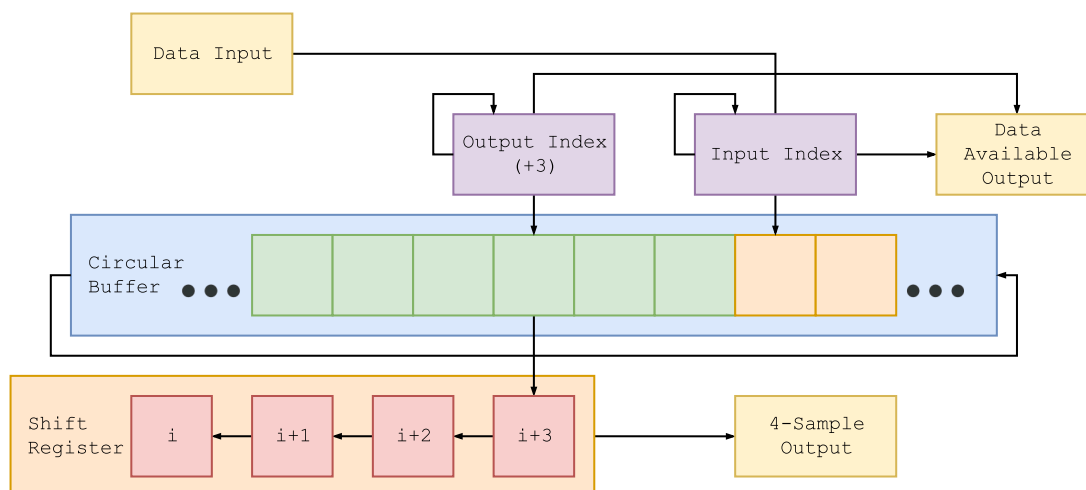 Data Input
Output Index
(+3)
Input Index
Data
Available
Output
Circular
Buffer
Shift
Register
i
i+1
i+2
i+3
4-Sample
Output